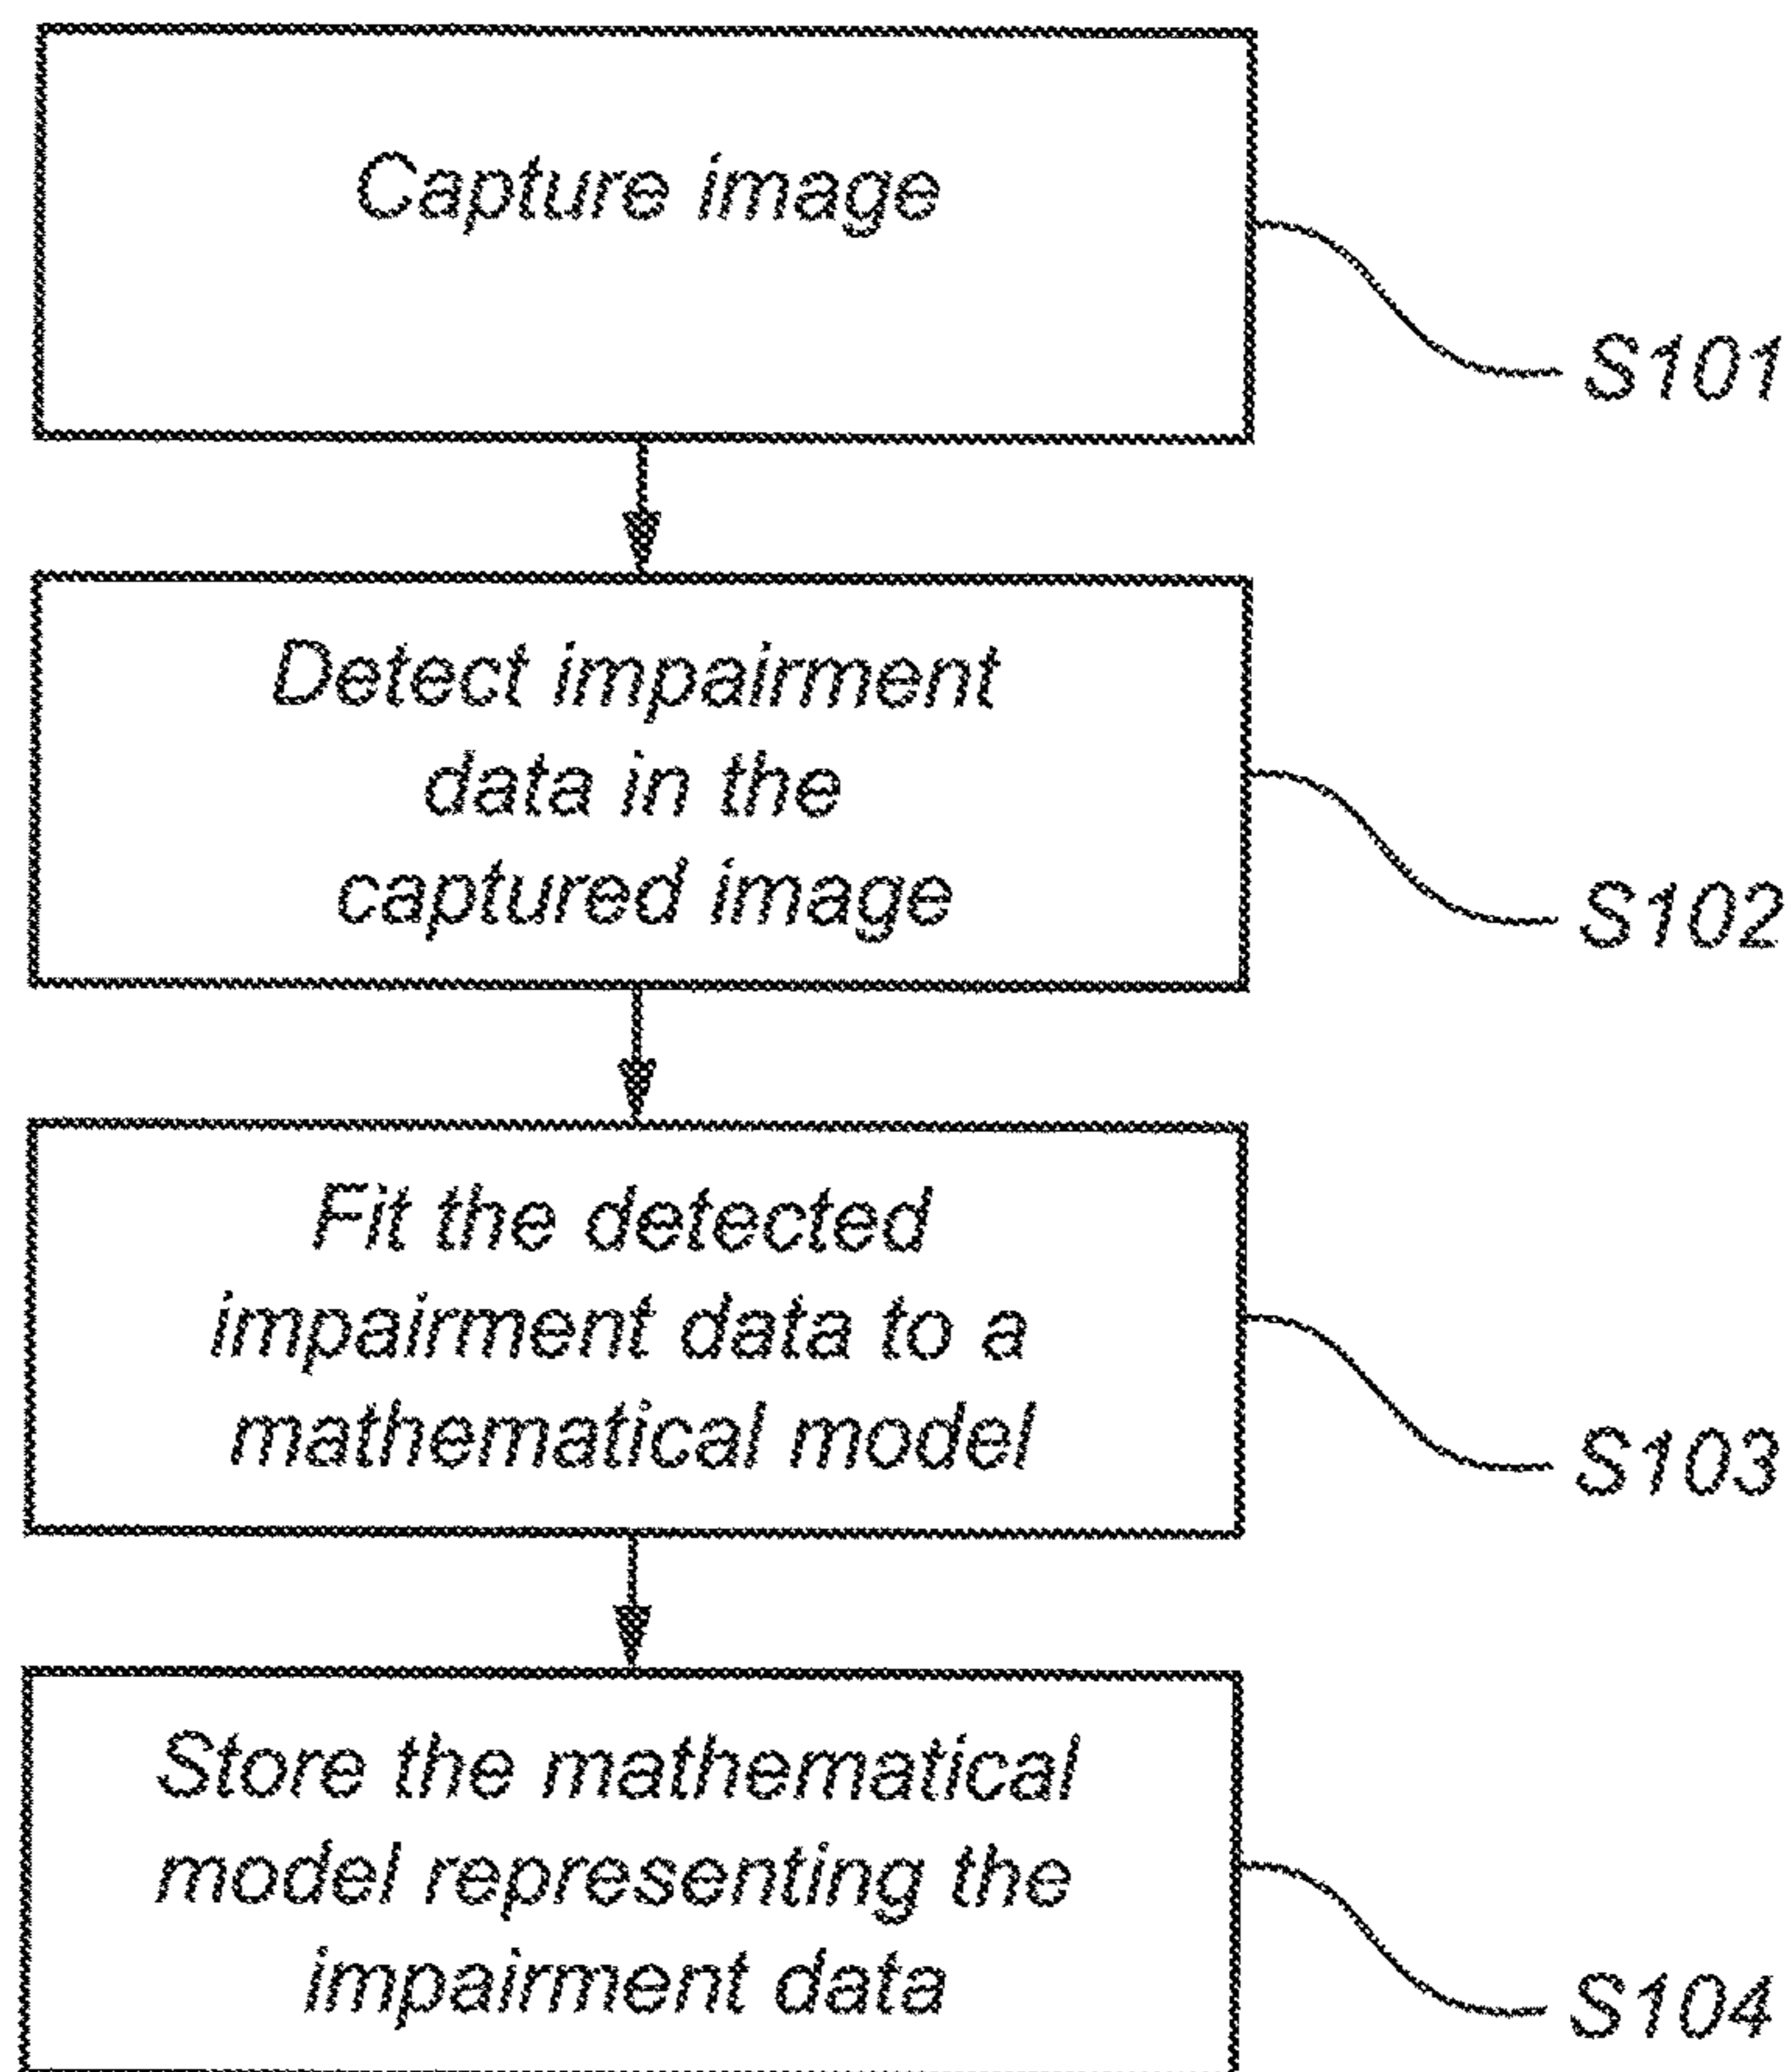 Capture image
S101
Detect impairment
data in the
captured image
S102
Fit the detected
impairment data to a
mathematical model
S103
Store the mathematical
model representing the
impairment data
S104